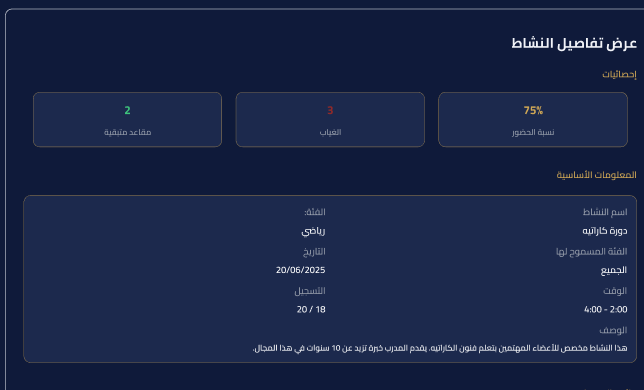 عرض تفاصيل النشاط
إحصائيات
75%
نسبة الحضور
3
الغياب
2
مقاعد متبقية
المعلومات الأساسية
اسم النشاط
الفئة:
دورة كاراتيه
رياضي
الفئة المسموح لها
التاريخ
الجميع
20/06/2025
الوقت
التسجيل
2:00 - 4:00
18 / 20
الوصف
هذا النشاط مخصص للأعضاء المهتمين بتعلم فنون الكاراتيه. يقدم المدرب خبرة تزيد عن 10 سنوات في هذا المجال.